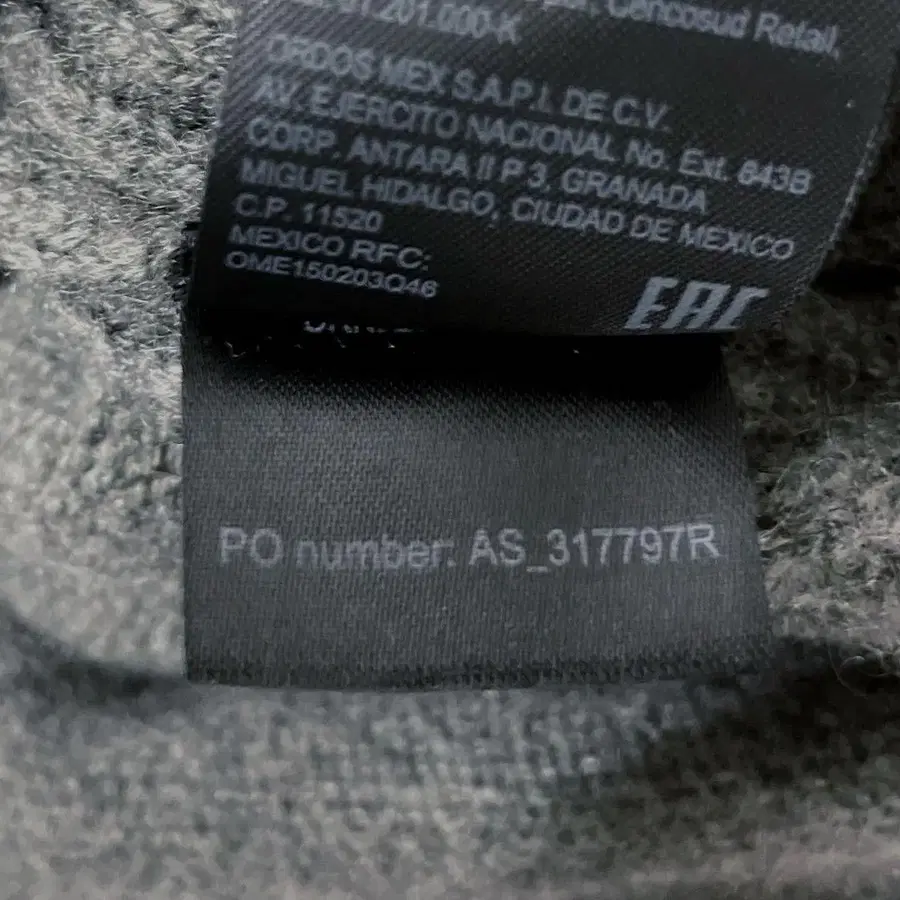 Cencosud Retail,
.201.000-K
ORDOS MEX S.A.P.I. DE C.V.
AV. EJERCITO NACIONAL No. Ext. 843B
CORP. ANTARA II P 3, GRANADA
MIGUEL HIDALGO, CIUDAD DE MEXICO
C.P. 11520
MEXICO RFC:
OME150203Q46
EAC
PO number: AS_317797R